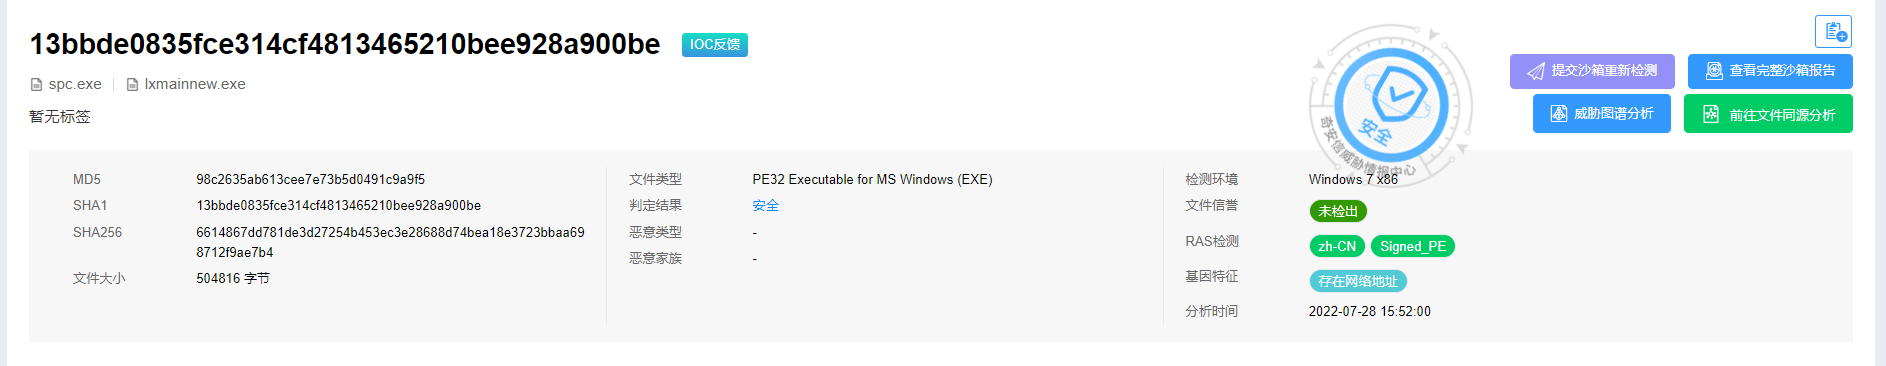 13bbde0835fce314cf4813465210bee928a900be IOC反馈
spc.exe lxmainnew.exe
暂无标签
安全
奇安信威胁情报中心
提交沙箱重新检测 查看完整沙箱报告
威胁图谱分析 前往文件同源分析
MD5 98c2635ab613cee7e73b5d0491c9a9f5
SHA1 13bbde0835fce314cf4813465210bee928a900be
SHA256 6614867dd781de3d27254b453ec3e28688d74bea18e3723bbaa69
8712f9ae7b4
文件大小 504816 字节
文件类型 PE32 Executable for MS Windows (EXE)
判定结果 安全
恶意类型 -
恶意家族 -
检测环境 Windows 7 x86
文件信誉 未检出
RAS检测 zh-CN Signed_PE
基因特征 存在网络地址
分析时间 2022-07-28 15:52:00